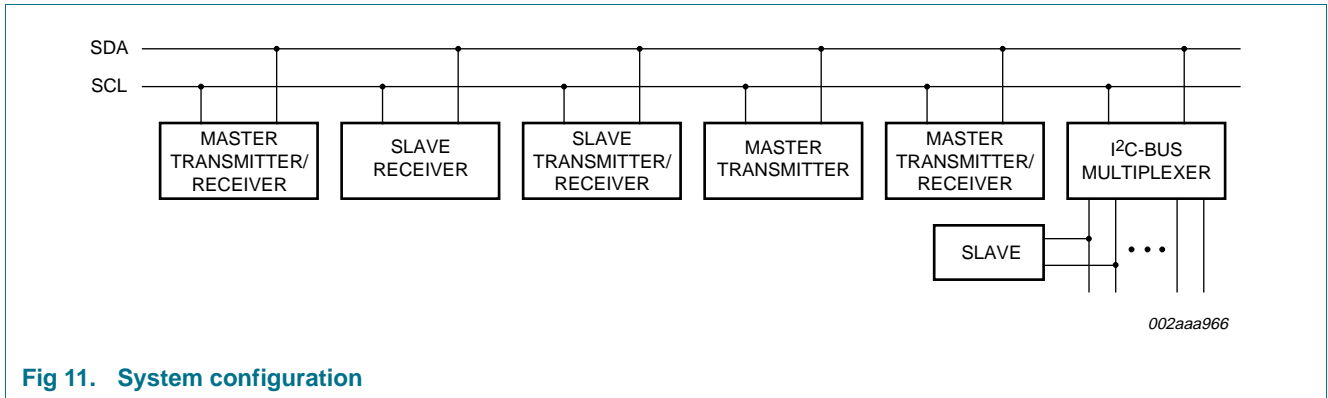 SDA
SCL
MASTER
TRANSMITTER/
RECEIVER
SLAVE
RECEIVER
SLAVE
TRANSMITTER/
RECEIVER
MASTER
TRANSMITTER
MASTER
TRANSMITTER/
RECEIVER
I²C-BUS
MULTIPLEXER
SLAVE
002aaa966
Fig 11. System configuration